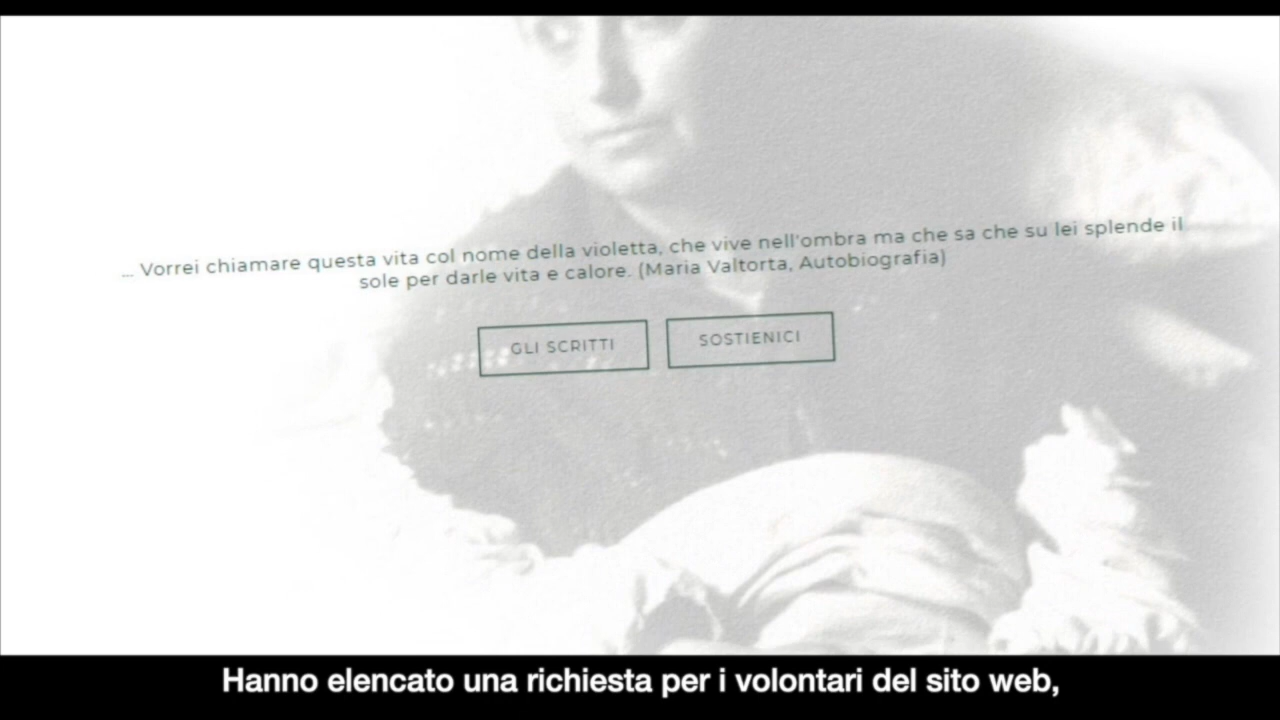 ... Vorrei chiamare questa vita col nome della violetta, che vive nell'ombra ma che sa che su lei splende il
sole per darle vita e calore. (Maria Valtorta, Autobiografia)
GLI SCRITTI
SOSTIENICI
Hanno elencato una richiesta per i volontari del sito web,